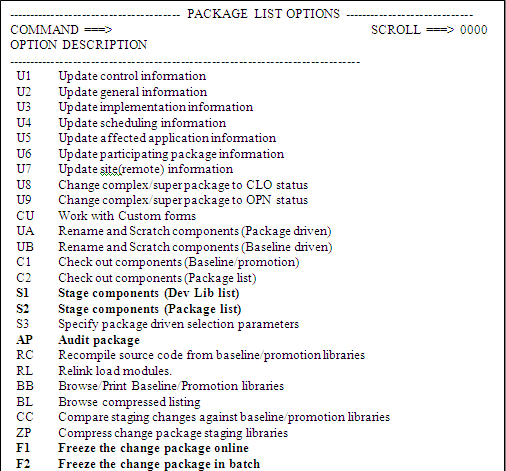 ---------------------------------- PACKAGE LIST OPTIONS --------------------------
COMMAND ===> SCROLL ===> 0000
OPTION DESCRIPTION
------------------------------------------------------------------------
U1 Update control information
U2 Update general information
U3 Update implementation information
U4 Update scheduling information
U5 Update affected application information
U6 Update participating package information
U7 Update site(remote) information
U8 Change complex/superpackage to CLO status
U9 Change complex/superpackage to OPN status
CU Work with Custom forms
UA Rename and Scratch components (Package driven)
UB Rename and Scratch components (Baseline driven)
C1 Check out components (Baseline/promotion)
C2 Check out components (Package list)
S1 Stage components (Dev Lib list)
S2 Stage components (Package list)
S3 Specify package driven selection parameters
AP Audit package
RC Recompile source code from baseline/promotion libraries
RL Relink load modules.
BB Browse/Print Baseline/Promotion libraries
BL Browse compressed listing
CC Compare staging changes against baseline/promotion libraries
ZP Compress change package staging libraries
F1 Freeze the change package online
F2 Freeze the change package in batch